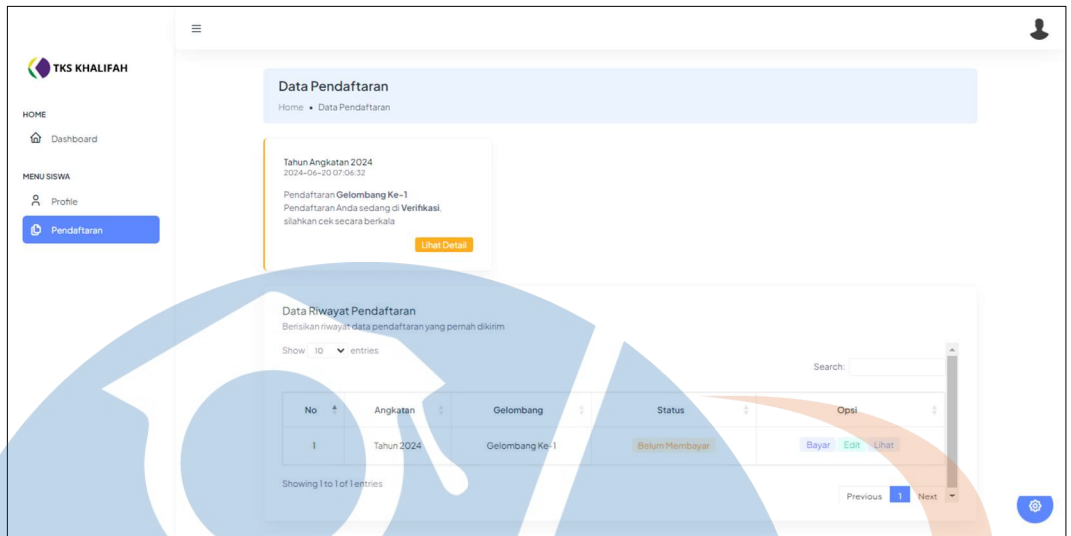 TKS KHALIFAH
HOME
Dashboard
MENU SISWA
Profile
Pendaftaran
Data Pendaftaran
Home • Data Pendaftaran
Tahun Angkatan 2024
2024-06-20 07:06:32
Pendaftaran Gelombang Ke-1
Pendaftaran Anda sedang di Verifikasi,
silahkan cek secara berkala
Lihat Detail
Data Riwayat Pendaftaran
Berisikan riwayat data pendaftaran yang pernah dikirim
Show 10 entries
Search:
No Angkatan Gelombang Status Opsi
1 Tahun 2024 Gelombang Ke-1 Belum Membayar Bayar Edit Lihat
Showing 1 to 1 of 1 entries
Previous 1 Next